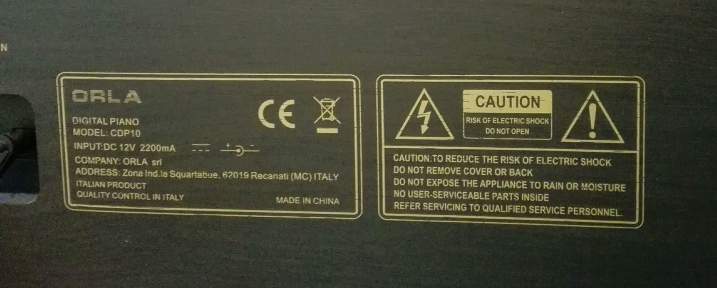 N
ORLA
DIGITAL PIANO
MODEL: CDP10
INPUT:DC 12V 2200mA
COMPANY: ORLA srl
ADDRESS: Zona Ind.le Squartabue, 62019 Recanati (MC) ITALY
ITALIAN PRODUCT
QUALITY CONTROL IN ITALY
MADE IN CHINA
CE
CAUTION
RISK OF ELECTRIC SHOCK
DO NOT OPEN
CAUTION:TO REDUCE THE RISK OF ELECTRIC SHOCK
DO NOT REMOVE COVER OR BACK
DO NOT EXPOSE THE APPLIANCE TO RAIN OR MOISTURE
NO USER-SERVICEABLE PARTS INSIDE
REFER SERVICING TO QUALIFIED SERVICE PERSONNEL.